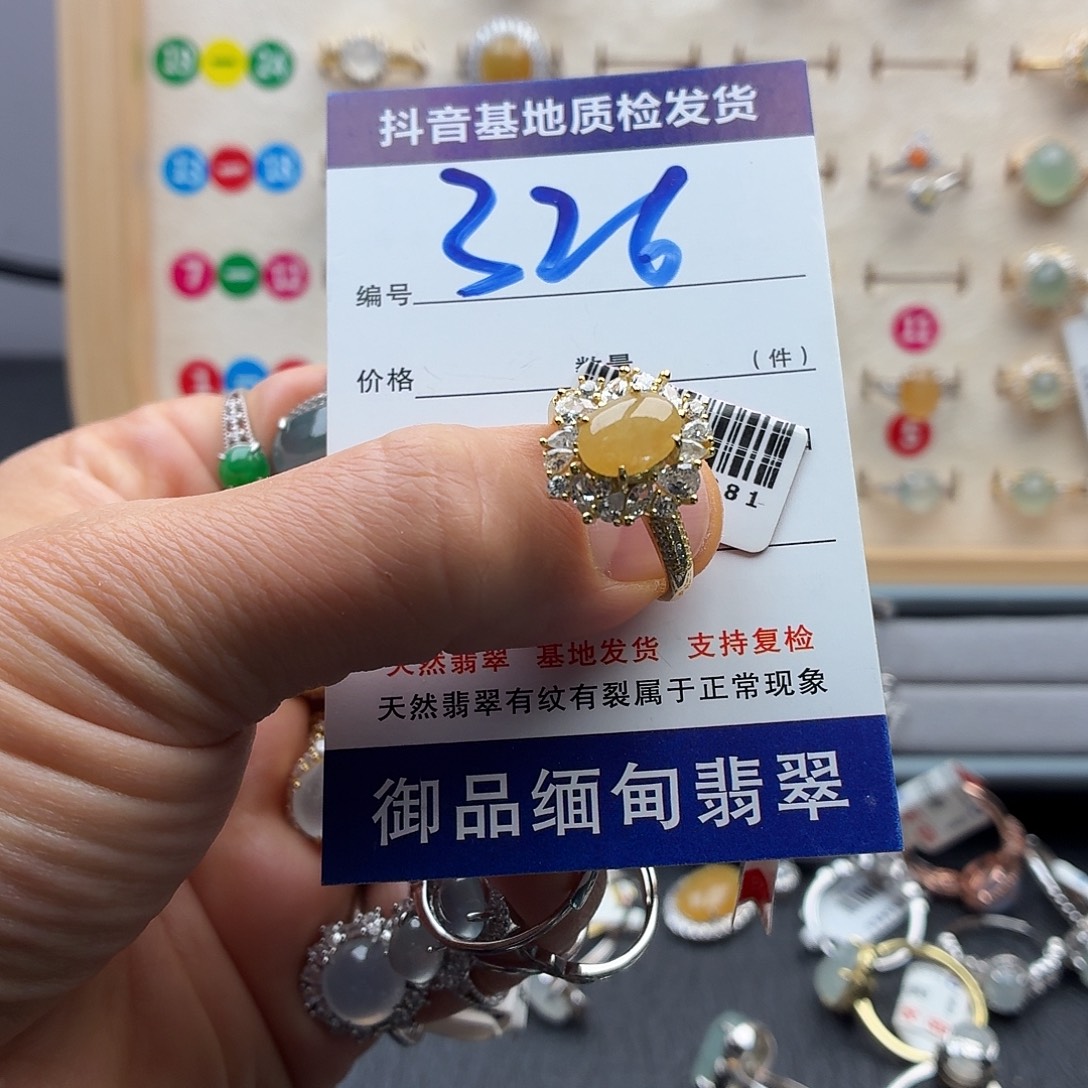 抖音基地质检发货
编号 326
价格 数量 (件)
81
天然翡翠 基地发货 支持复检
天然翡翠有纹有裂属于正常现象
御品缅甸翡翠